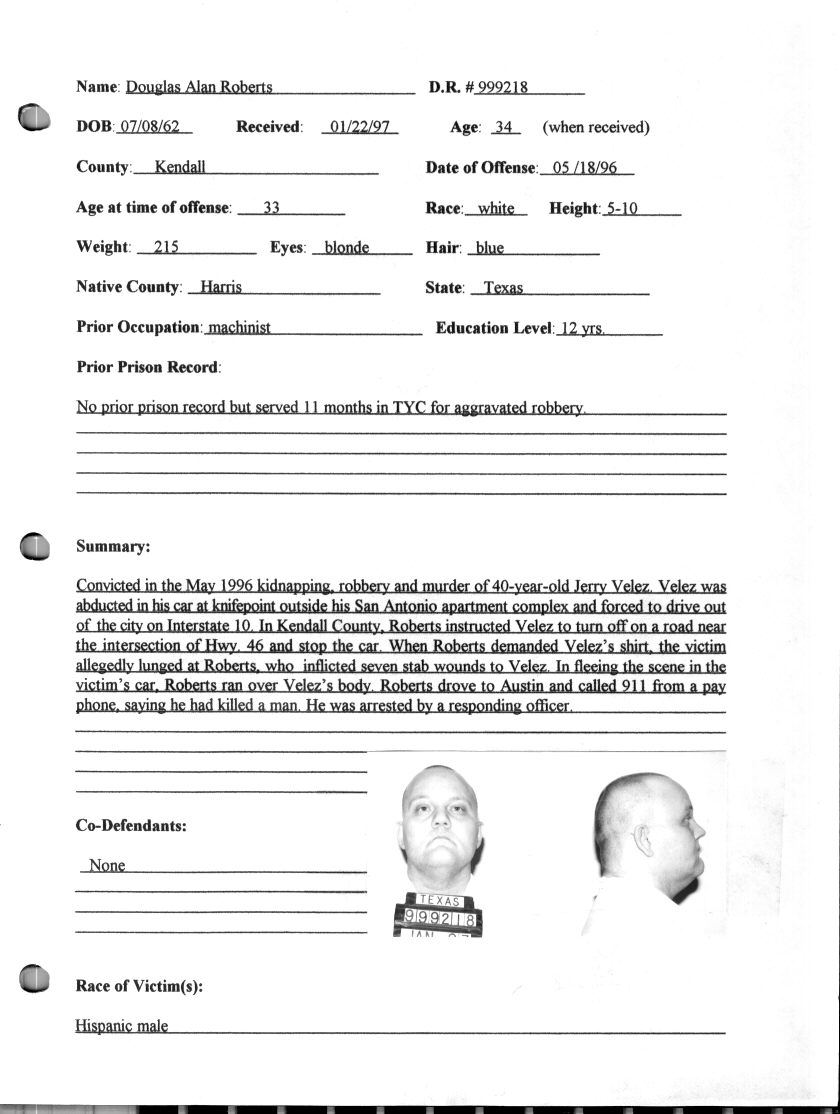 Name: Douglas Alan Roberts D.R. # 999218
DOB: 07/08/62 Received: 01/22/97 Age: 34 (when received)
County: Kendall Date of Offense: 05 /18/96
Age at time of offense: 33 Race: white Height: 5-10
Weight: 215 Eyes: blonde Hair: blue
Native County: Harris State: Texas
Prior Occupation: machinist Education Level: 12 yrs.
Prior Prison Record:
No prior prison record but served 11 months in TYC for aggravated robbery.
Summary:
Convicted in the May 1996 kidnapping, robbery and murder of 40-year-old Jerry Velez. Velez was
abducted in his car at knifepoint outside his San Antonio apartment complex and forced to drive out
of the city on Interstate 10. In Kendall County, Roberts instructed Velez to turn off on a road near
the intersection of Hwy. 46 and stop the car. When Roberts demanded Velez's shirt, the victim
allegedly lunged at Roberts, who inflicted seven stab wounds to Velez. In fleeing the scene in the
victim's car, Roberts ran over Velez's body. Roberts drove to Austin and called 911 from a pay
phone, saying he had killed a man. He was arrested by a responding officer.
Co-Defendants:
None
TEXAS
999218
JAN
Race of Victim(s):
Hispanic male